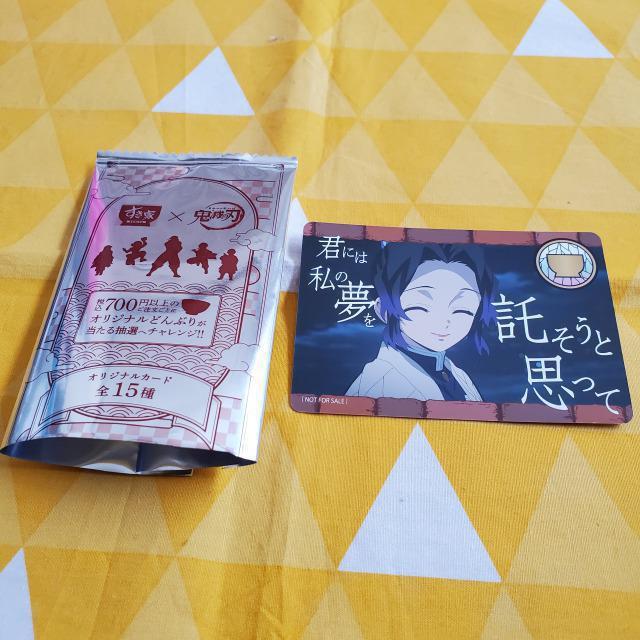 すき家 × 鬼滅の刃
税込700円以上の
ご注文ごとに
オリジナルどんぶりが
当たる抽選へチャレンジ!!
オリジナルカード
全15種
君には
私の
夢を
託そうと
思って
[NOT FOR SALE]